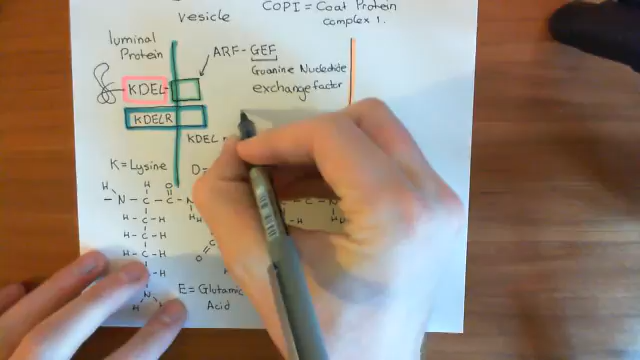 vesicle
COPI = Coat Protein
complex 1.
luminal
Protein
ARF-GEF
Guanine Nucleotide
exchange factor
KDEL
KDELR
KDEL
K = Lysine
D =
H H O
N - C - C - N
H - C - H
H - C - H
H - C - H
H
N
H
C
O
E = Glutamic
Acid